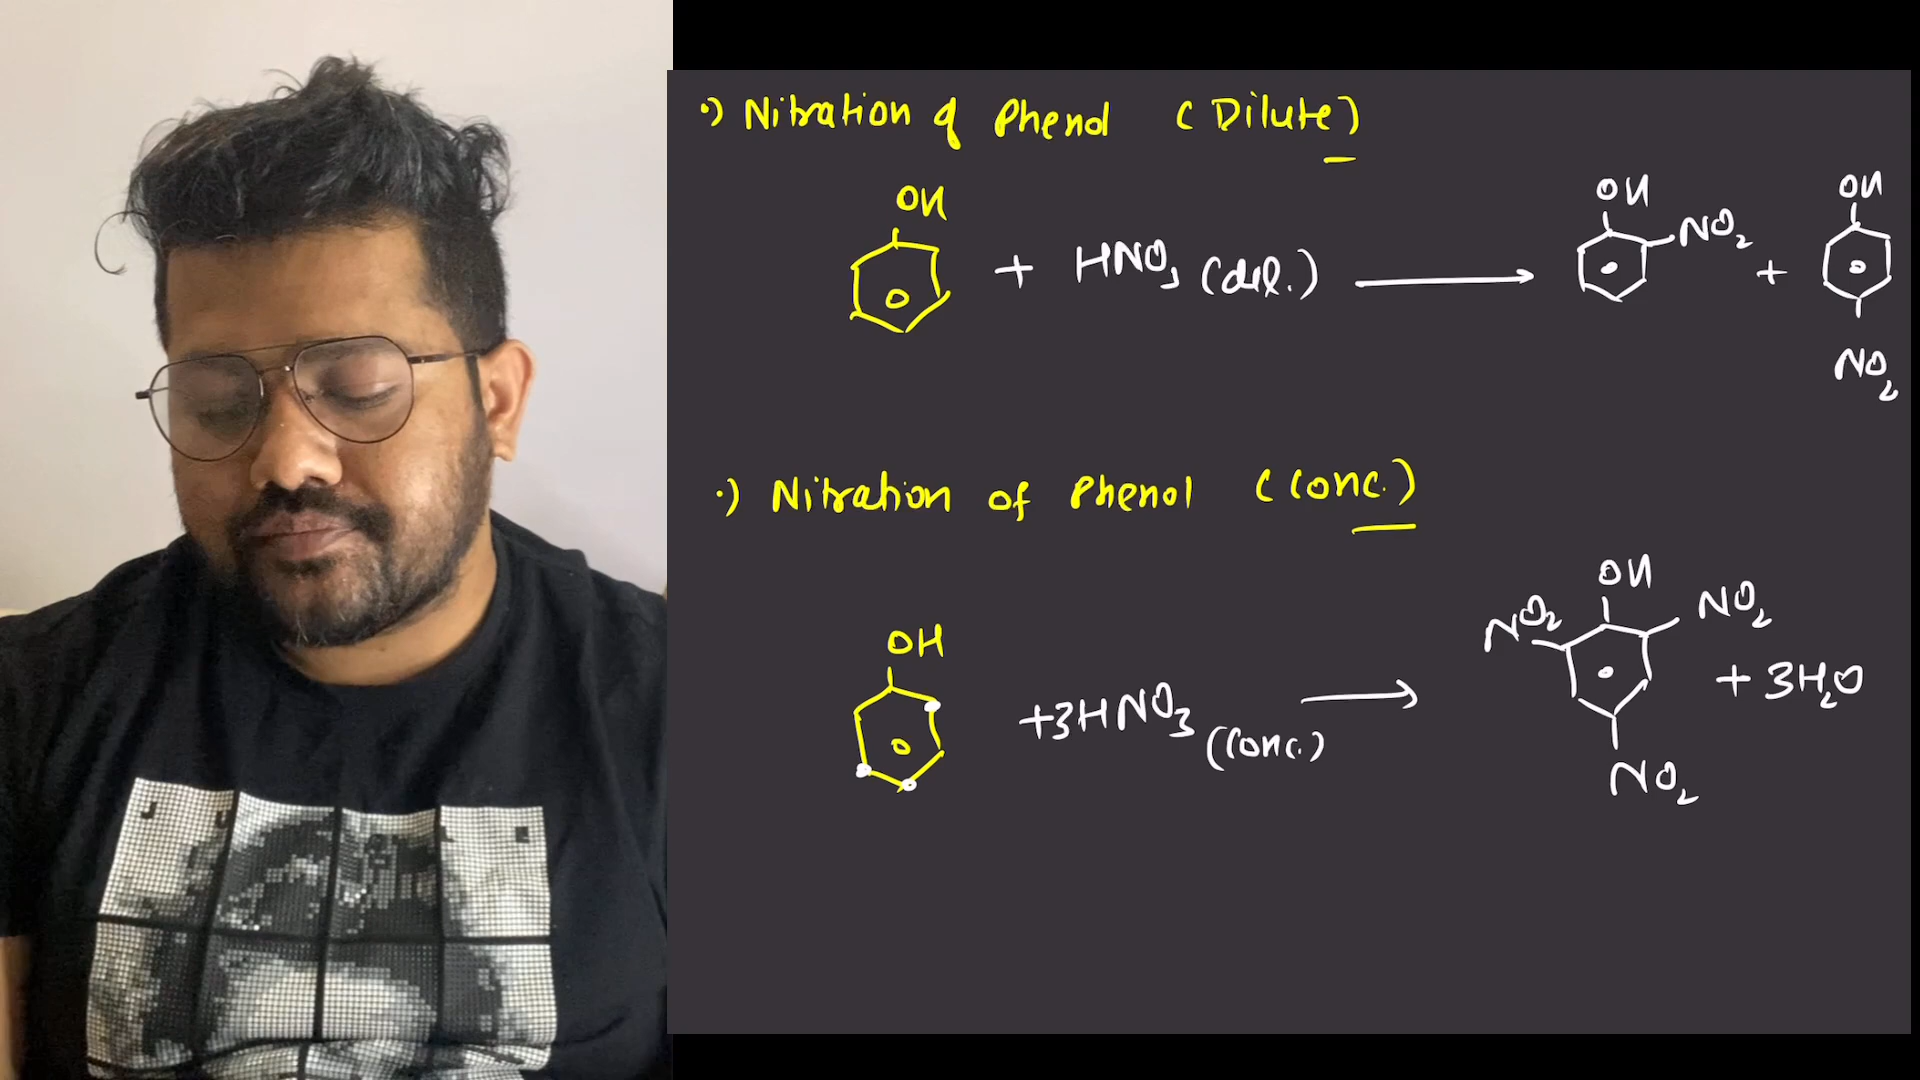 •) Nitration of Phenol (Dilute)
OH
+ HNO3 (dil.) →
OH
NO2
+
OH
NO2
•) Nitration of Phenol (Conc.)
OH
+3HNO3 (Conc.) →
OH
NO2
NO2
NO2
+ 3H2O